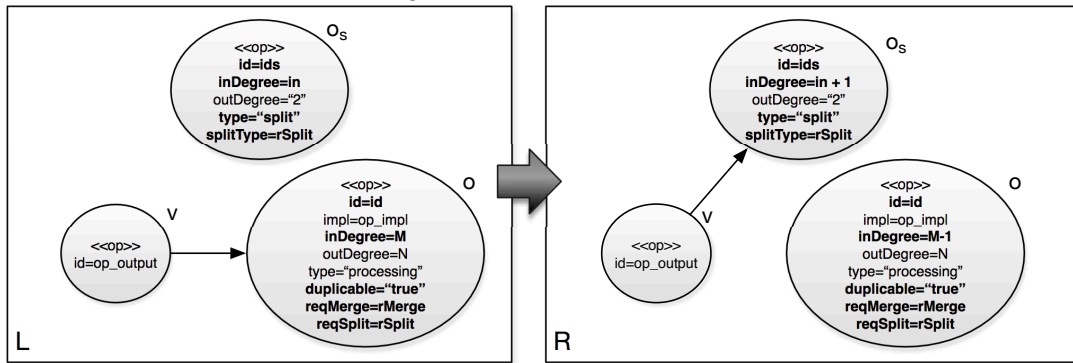 oS
<<op>>
id=ids
inDegree=in
outDegree=“2”
type=“split”
splitType=rSplit
o
<<op>>
id=id
impl=op_impl
inDegree=M
outDegree=N
type=“processing”
duplicable=“true”
reqMerge=rMerge
reqSplit=rSplit
v
<<op>>
id=op_output
L
oS
<<op>>
id=ids
inDegree=in + 1
outDegree=“2”
type=“split”
splitType=rSplit
o
<<op>>
id=id
impl=op_impl
inDegree=M-1
outDegree=N
type=“processing”
duplicable=“true”
reqMerge=rMerge
reqSplit=rSplit
v
<<op>>
id=op_output
R